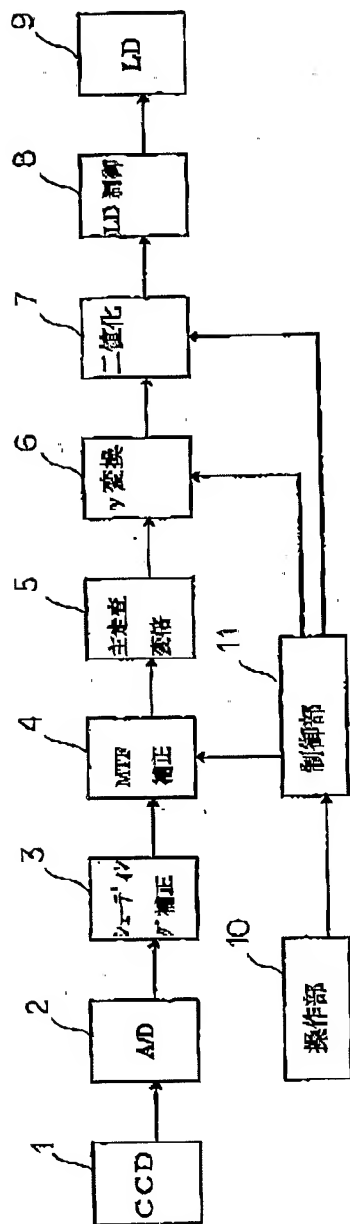 1
CCD
2
A/D
3
シェーディン
グ補正
4
MTF
補正
5
主走査
変倍
6
γ変換
7
二値化
8
LD制御
9
LD
10
操作部
11
制御部